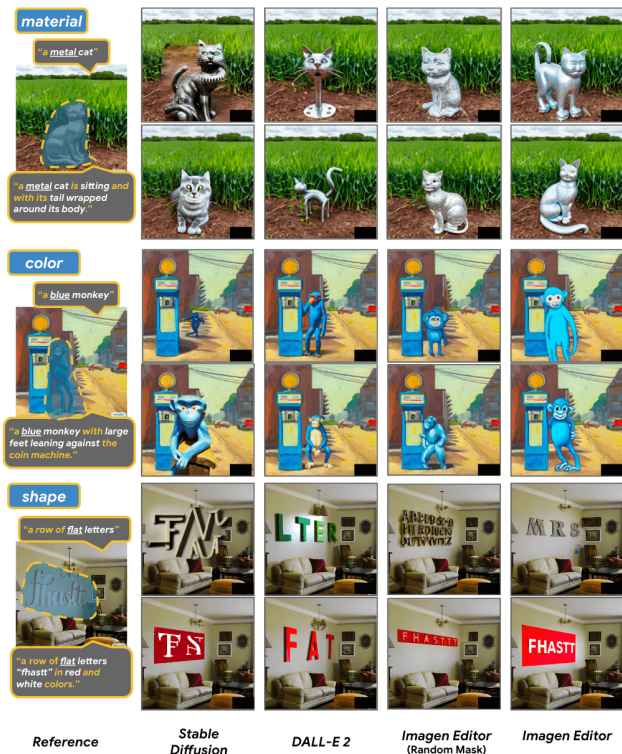 material
"a metal cat"
"a metal cat is sitting and
with its tail wrapped
around its body."
color
"a blue monkey"
"a blue monkey with large
feet leaning against the
coin machine."
shape
"a row of flat letters"
fhastt
"a row of flat letters
"fhastt" in red and
white colors."
LTER
MRS
FAT
FHASTTT
FHASTT
Reference
Stable
Diffusion
DALL-E 2
Imagen Editor
(Random Mask)
Imagen Editor